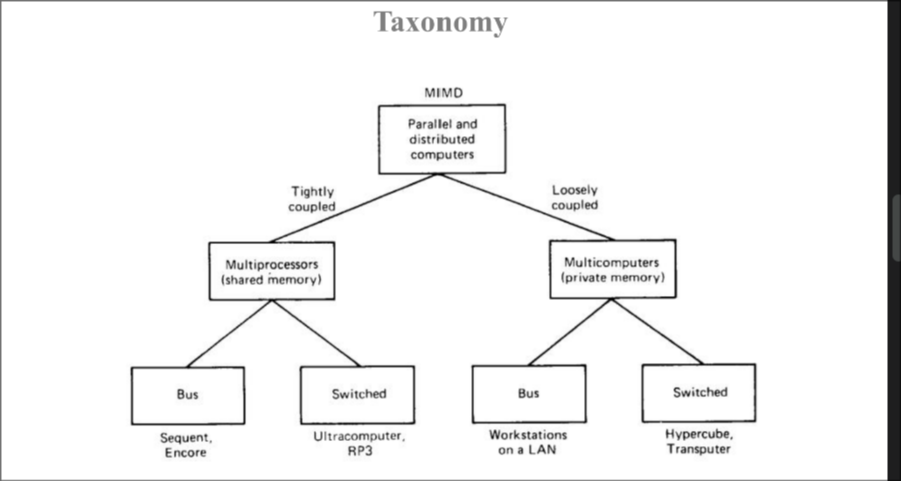 Taxonomy
MIMD
Parallel and
distributed
computers
Tightly
coupled
Loosely
coupled
Multiprocessors
(shared memory)
Multicomputers
(private memory)
Bus
Switched
Bus
Switched
Sequent,
Encore
Ultracomputer,
RP3
Workstations
on a LAN
Hypercube,
Transputer